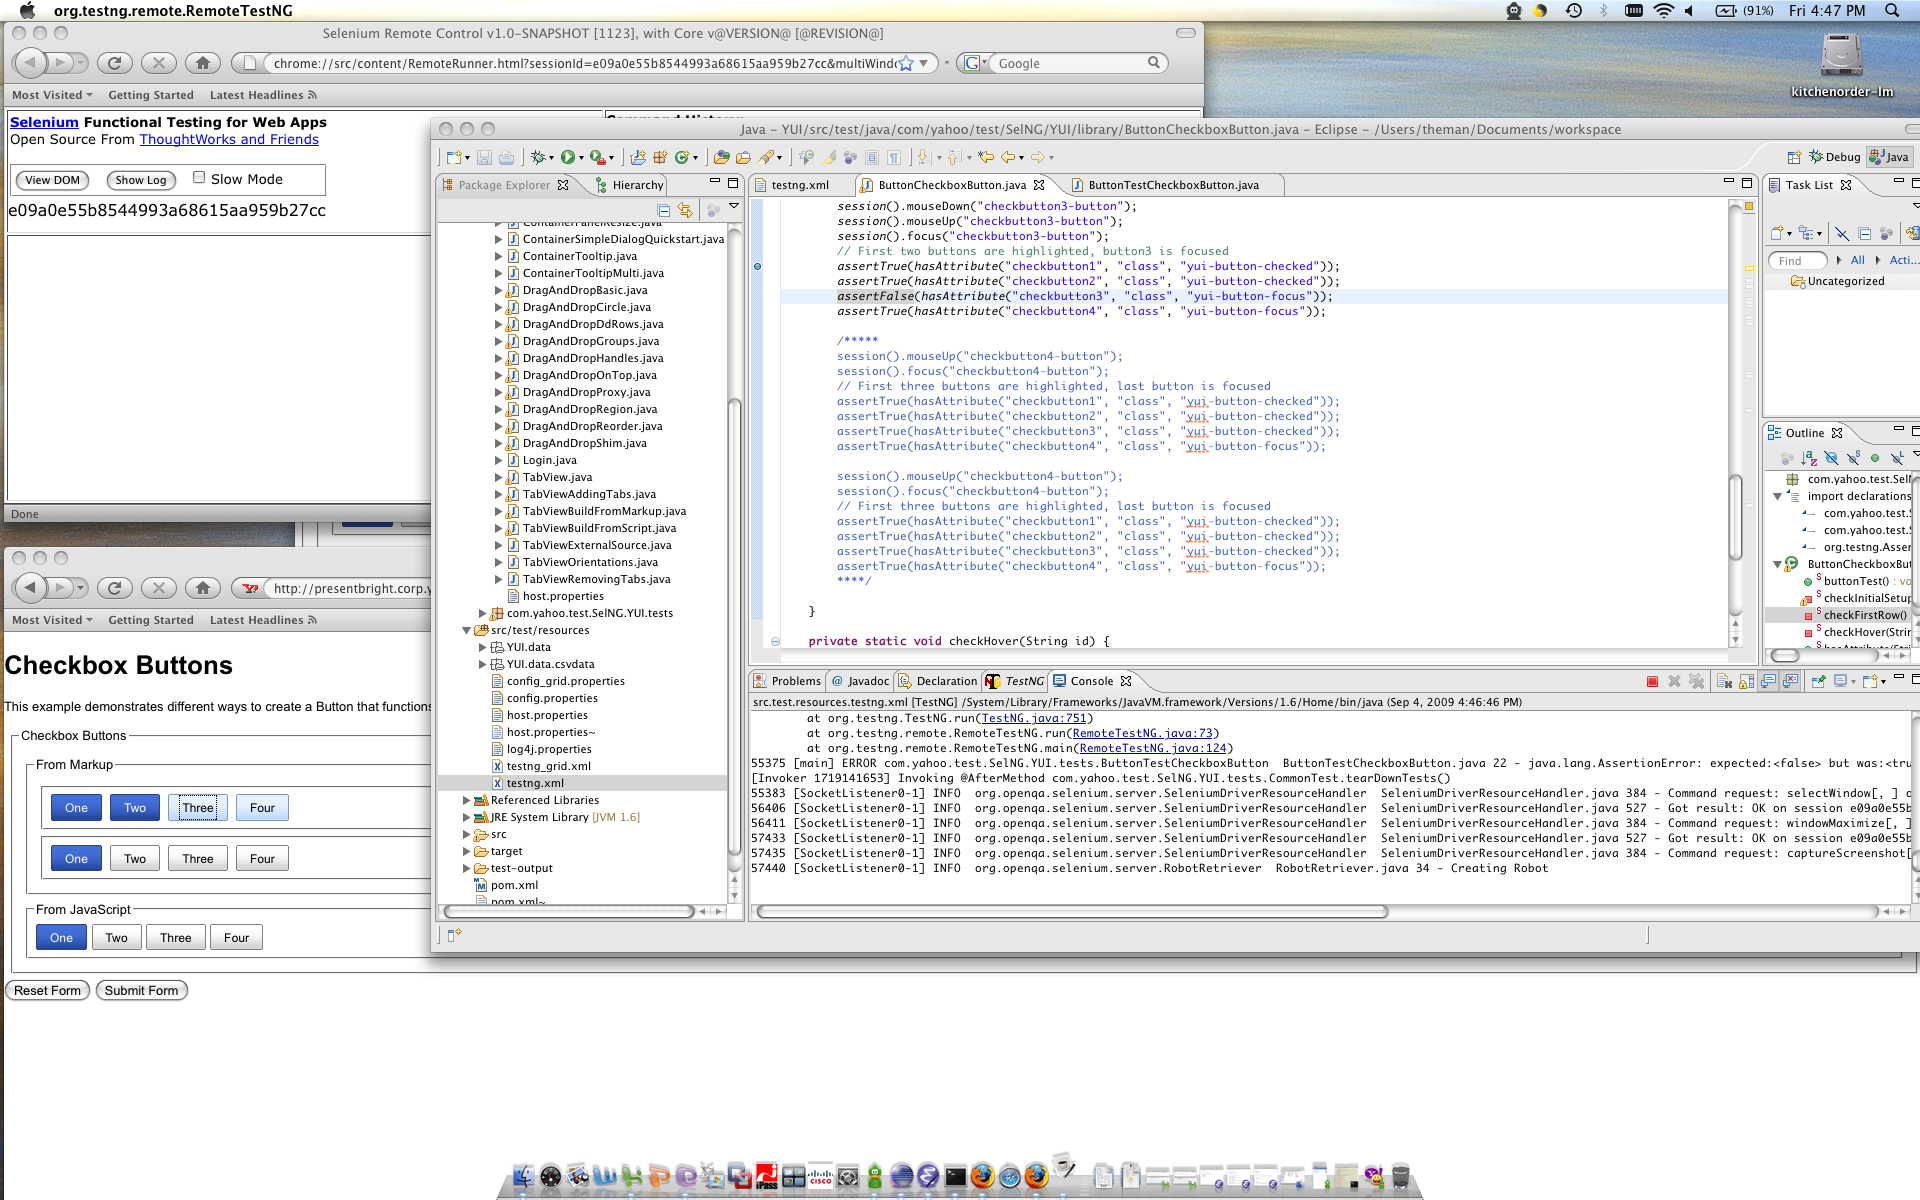 org.testng.remote.RemoteTestNG
(91%) Fri 4:47 PM
Selenium Remote Control v1.0-SNAPSHOT [1123], with Core v@VERSION@ [@REVISION@]
chrome://src/content/RemoteRunner.html?sessionId=e09a0e55b8544993a68615aa959b27cc&multiWind
Google
Most Visited
Getting Started
Latest Headlines
Selenium Functional Testing for Web Apps
Open Source From ThoughtWorks and Friends
View DOM
Show Log
Slow Mode
e09a0e55b8544993a68615aa959b27cc
Done
kitchenorder-lm
Java - YUI/src/test/java/com/yahoo/test/SelNG/YUI/library/ButtonCheckboxButton.java - Eclipse - /Users/theman/Documents/workspace
Debug
Java
Package Explorer
Hierarchy
ContainerPanelResize.java
ContainerSimpleDialogQuickstart.java
ContainerTooltip.java
ContainerTooltipMulti.java
DragAndDropBasic.java
DragAndDropCircle.java
DragAndDropDdRows.java
DragAndDropGroups.java
DragAndDropHandles.java
DragAndDropOnTop.java
DragAndDropProxy.java
DragAndDropRegion.java
DragAndDropReorder.java
DragAndDropShim.java
Login.java
TabView.java
TabViewAddingTabs.java
TabViewBuildFromMarkup.java
TabViewBuildFromScript.java
TabViewExternalSource.java
TabViewOrientations.java
TabViewRemovingTabs.java
host.properties
com.yahoo.test.SelNG.YUI.tests
src/test/resources
YUI.data
YUI.data.csvdata
config_grid.properties
config.properties
host.properties
host.properties~
log4j.properties
testng_grid.xml
testng.xml
Referenced Libraries
JRE System Library [JVM 1.6]
src
target
test-output
pom.xml
pom.xml~
testng.xml
ButtonCheckboxButton.java
ButtonTestCheckboxButton.java
session().mouseDown("checkbutton3-button");
session().mouseUp("checkbutton3-button");
session().focus("checkbutton3-button");
// First two buttons are highlighted, button3 is focused
assertTrue(hasAttribute("checkbutton1", "class", "yui-button-checked"));
assertTrue(hasAttribute("checkbutton2", "class", "yui-button-checked"));
assertFalse(hasAttribute("checkbutton3", "class", "yui-button-focus"));
assertTrue(hasAttribute("checkbutton4", "class", "yui-button-focus"));
/*****
session().mouseUp("checkbutton4-button");
session().focus("checkbutton4-button");
// First three buttons are highlighted, last button is focused
assertTrue(hasAttribute("checkbutton1", "class", "yui-button-checked"));
assertTrue(hasAttribute("checkbutton2", "class", "yui-button-checked"));
assertTrue(hasAttribute("checkbutton3", "class", "yui-button-checked"));
assertTrue(hasAttribute("checkbutton4", "class", "yui-button-focus"));
session().mouseUp("checkbutton4-button");
session().focus("checkbutton4-button");
// First three buttons are highlighted, last button is focused
assertTrue(hasAttribute("checkbutton1", "class", "yui-button-checked"));
assertTrue(hasAttribute("checkbutton2", "class", "yui-button-checked"));
assertTrue(hasAttribute("checkbutton3", "class", "yui-button-checked"));
assertTrue(hasAttribute("checkbutton4", "class", "yui-button-focus"));
****/
}
private static void checkHover(String id) {
Task List
Find
All
Acti...
Uncategorized
Outline
com.yahoo.test.Sel
import declarations
com.yahoo.test.
com.yahoo.test.
org.testng.Asser
ButtonCheckboxBu
buttonTest() : vo
checkInitialSetup
checkFirstRow()
checkHover(Strin
Problems
Javadoc
Declaration
TestNG
Console
src.test.resources.testng.xml [TestNG] /System/Library/Frameworks/JavaVM.framework/Versions/1.6/Home/bin/java (Sep 4, 2009 4:46:46 PM)
at org.testng.TestNG.run(TestNG.java:751)
at org.testng.remote.RemoteTestNG.run(RemoteTestNG.java:73)
at org.testng.remote.RemoteTestNG.main(RemoteTestNG.java:124)
55375 [main] ERROR com.yahoo.test.SelNG.YUI.tests.ButtonTestCheckboxButton ButtonTestCheckboxButton.java 22 - java.lang.AssertionError: expected:<false> but was:<tru
[Invoker 1719141653] Invoking @AfterMethod com.yahoo.test.SelNG.YUI.tests.CommonTest.tearDownTests()
55383 [SocketListener0-1] INFO org.openqa.selenium.server.SeleniumDriverResourceHandler SeleniumDriverResourceHandler.java 384 - Command request: selectWindow[, ] o
56406 [SocketListener0-1] INFO org.openqa.selenium.server.SeleniumDriverResourceHandler SeleniumDriverResourceHandler.java 527 - Got result: OK on session e09a0e55b
56411 [SocketListener0-1] INFO org.openqa.selenium.server.SeleniumDriverResourceHandler SeleniumDriverResourceHandler.java 384 - Command request: windowMaximize[, ]
57433 [SocketListener0-1] INFO org.openqa.selenium.server.SeleniumDriverResourceHandler SeleniumDriverResourceHandler.java 527 - Got result: OK on session e09a0e55b
57435 [SocketListener0-1] INFO org.openqa.selenium.server.SeleniumDriverResourceHandler SeleniumDriverResourceHandler.java 384 - Command request: captureScreenshot[
57440 [SocketListener0-1] INFO org.openqa.selenium.server.RobotRetriever RobotRetriever.java 34 - Creating Robot
http://presentbright.corp.y
Most Visited
Getting Started
Latest Headlines
Checkbox Buttons
This example demonstrates different ways to create a Button that functions
Checkbox Buttons
From Markup
One Two Three Four
One Two Three Four
From JavaScript
One Two Three Four
Reset Form
Submit Form
iPass
CISCO